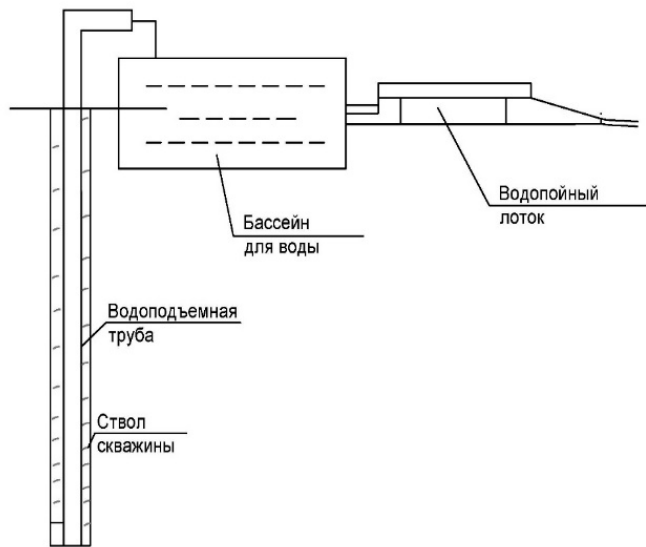 Водопойный
лоток
Бассейн
для воды
Водоподъемная
труба
Ствол
скважины